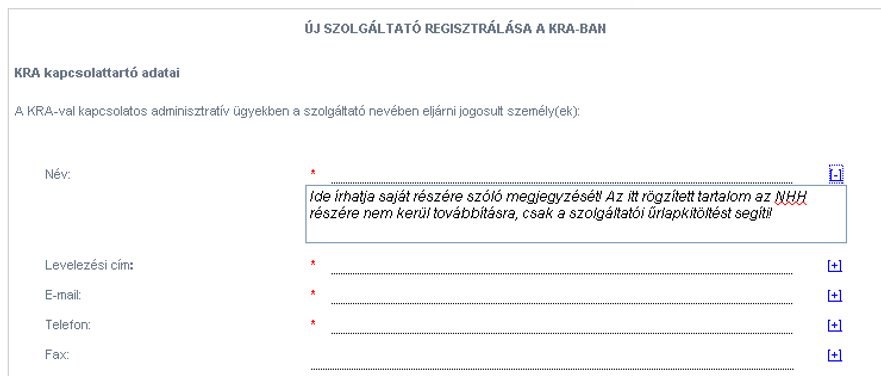 ÚJ SZOLGÁLTATÓ REGISZTRÁLÁSA A KRA-BAN
KRA kapcsolattartó adatai
A KRA-val kapcsolatos adminisztratív ügyekben a szolgáltató nevében eljárni jogosult személy(ek):
Név: * [-]
Ide írhatja saját részére szóló megjegyzését! Az itt rögzített tartalom az NHH
részére nem kerül továbbításra, csak a szolgáltatói űrlapkitöltést segíti!
Levelezési cím: * [+]
E-mail: * [+]
Telefon: * [+]
Fax: [+]